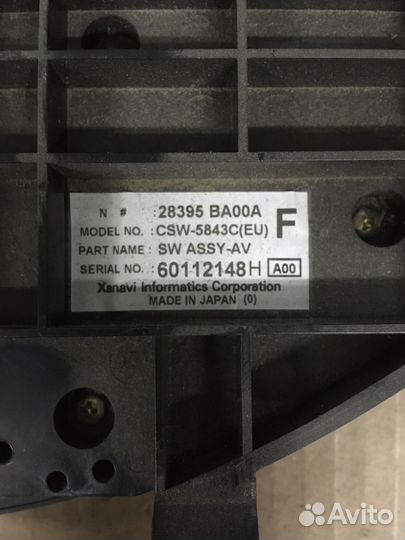 N # : 28395 BA00A F
MODEL NO. : CSW-5843C(EU)
PART NAME : SW ASSY-AV
SERIAL NO. : 60112148H A00
Xanavi Informatics Corporation
MADE IN JAPAN (0)
Avito